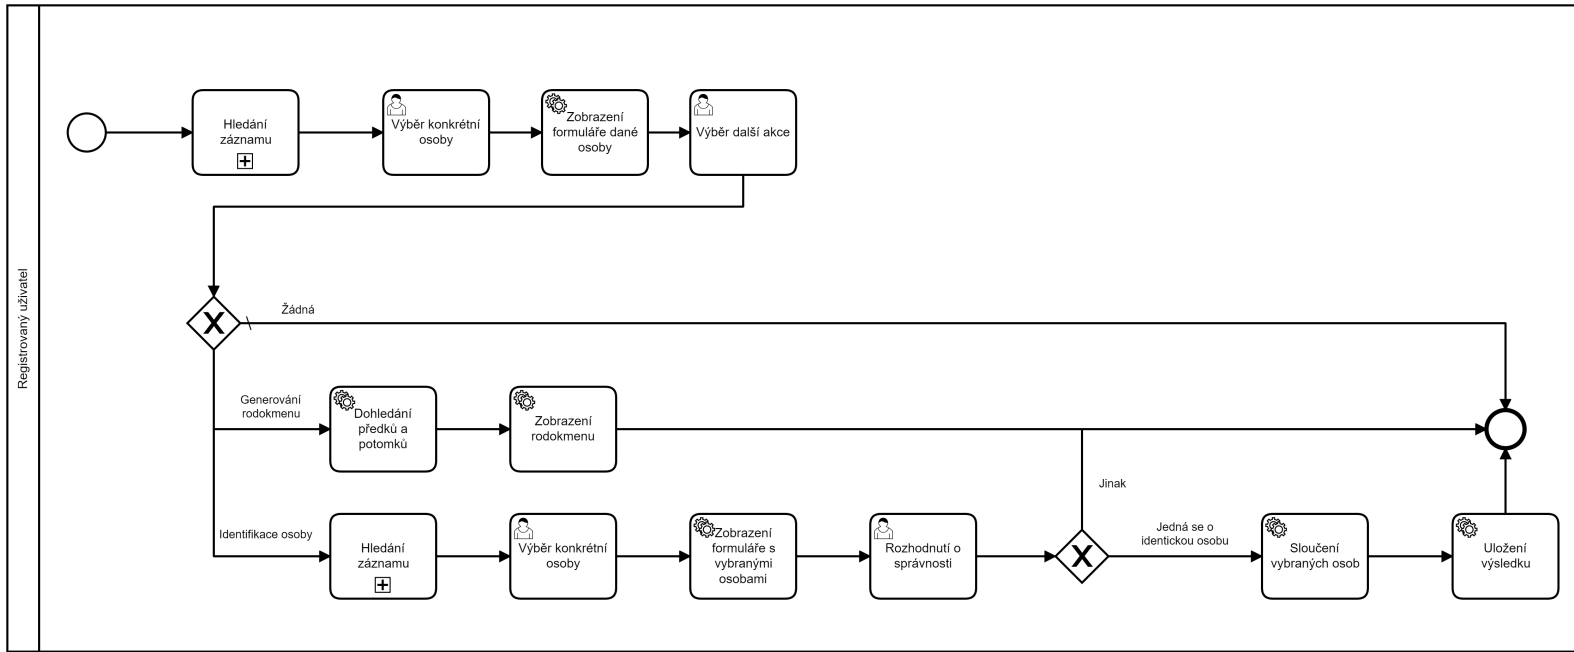 Registrovaný uživatel
Hledání
záznamu
Výběr konkrétní
osoby
Zobrazení
formuláře dané
osoby
Výběr další akce
Žádná
Generování
rodokmenu
Dohledání
předků a
potomků
Zobrazení
rodokmenu
Jinak
Identifikace osoby
Hledání
záznamu
Výběr konkrétní
osoby
Zobrazení
formuláře s
vybranými
osobami
Rozhodnutí o
správnosti
Jedná se o
identickou osobu
Sloučení
vybraných osob
Uložení
výsledku